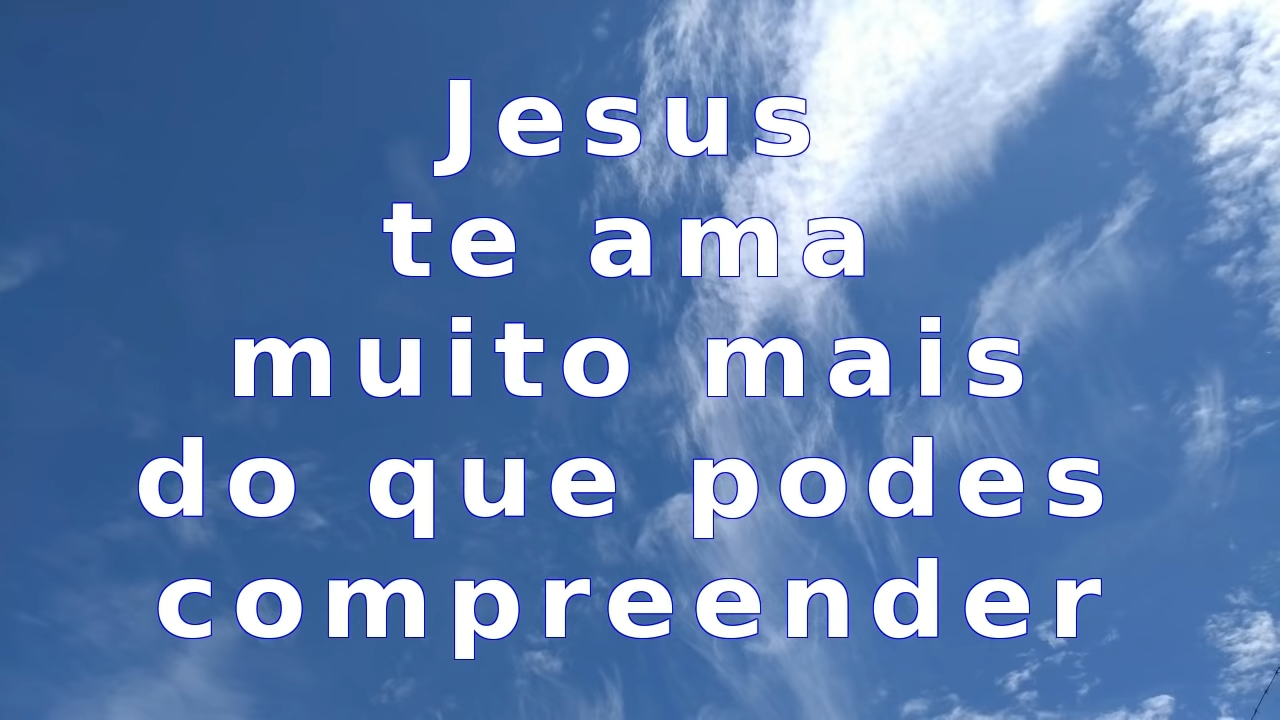 Jesus
te ama
muito mais
do que podes
compreender